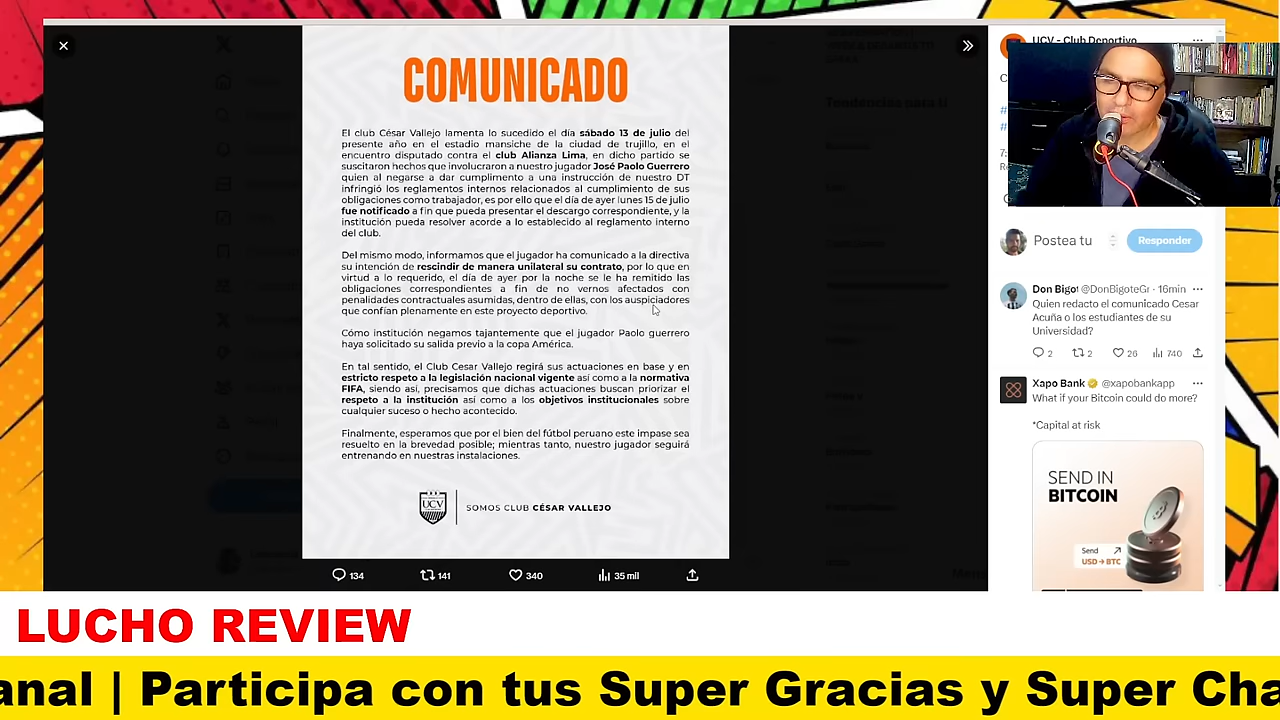 COMUNICADO
El club César Vallejo lamenta lo sucedido el día sábado 13 de julio del
presente año en el estadio mansiche de la ciudad de trujillo, en el
encuentro disputado contra el club Alianza Lima, en dicho partido se
suscitaron hechos que involucraron a nuestro jugador José Paolo Guerrero
quien al negarse a dar cumplimento a una instrucción de nuestro DT
infringió los reglamentos internos relacionados al cumplimiento de sus
obligaciones como trabajador, es por ello que el día de ayer lunes 15 de julio
fue notificado a fin que pueda presentar el descargo correspondiente, y la
institución pueda resolver acorde a lo establecido al reglamento interno
del club.
Del mismo modo, informamos que el jugador ha comunicado a la directiva
su intención de rescindir de manera unilateral su contrato, por lo que en
virtud a lo requerido, el día de ayer por la noche se le ha remitido las
obligaciones correspondientes a fin de no vernos afectados con
penalidades contractuales asumidas, dentro de ellas, con los auspiciadores
que confían plenamente en este proyecto deportivo.
Cómo institución negamos tajantemente que el jugador Paolo guerrero
haya solicitado su salida previo a la copa América.
En tal sentido, el Club Cesar Vallejo regirá sus actuaciones en base y en
estricto respeto a la legislación nacional vigente así como a la normativa
FIFA, siendo así, precisamos que dichas actuaciones buscan priorizar el
respeto a la institución así como a los objetivos institucionales sobre
cualquier suceso o hecho acontecido.
Finalmente, esperamos que por el bien del fútbol peruano este impase sea
resuelto en la brevedad posible; mientras tanto, nuestro jugador seguirá
entrenando en nuestras instalaciones.
UCV
SOMOS CLUB CÉSAR VALLEJO
134 141 340 35 mil
Tendencias para ti
UCV - Club Deportivo
Postea tu
Responder
Don Bigot @DonBigoteGr · 16min
Quien redacto el comunicado Cesar
Acuña o los estudiantes de su
Universidad?
2 2 26 740
Xapo Bank @xapobankapp
What if your Bitcoin could do more?
*Capital at risk
SEND IN
BITCOIN
Send
USD → BTC
LUCHO REVIEW
anal | Participa con tus Super Gracias y Super Cha